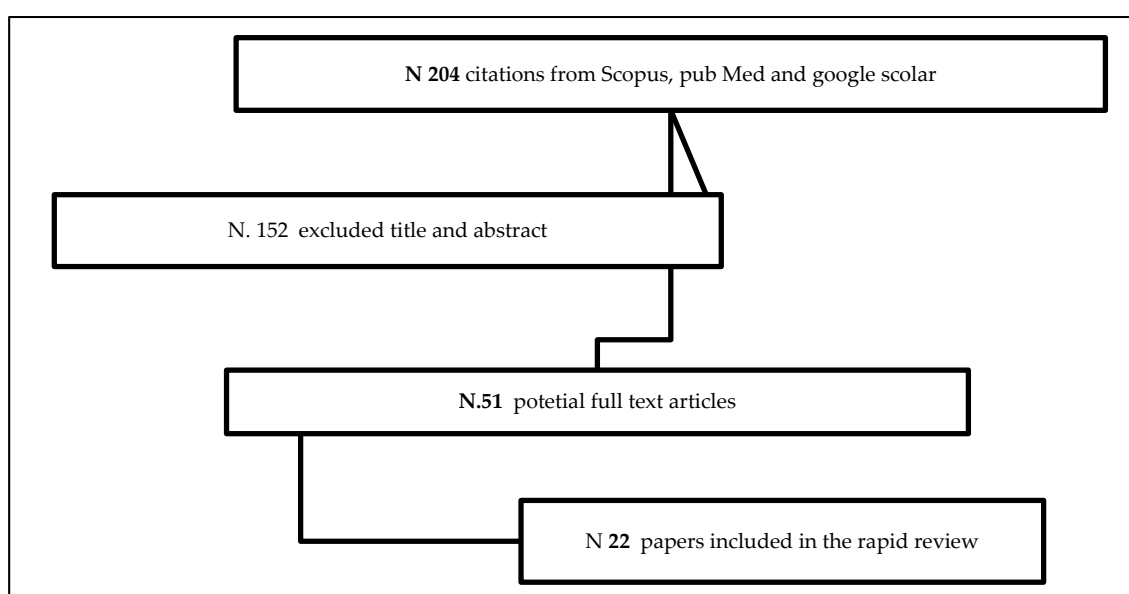 N 204 citations from Scopus, pub Med and google scolar
N. 152 excluded title and abstract
N.51 potetial full text articles
N 22 papers included in the rapid review